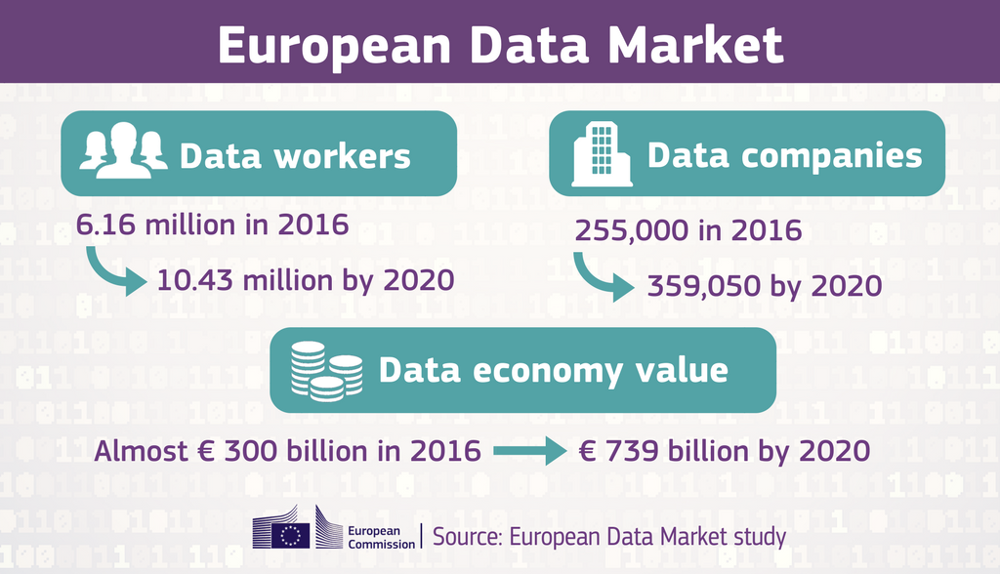 European Data Market
Data workers
6.16 million in 2016
10.43 million by 2020
Data companies
255,000 in 2016
359,050 by 2020
Data economy value
Almost € 300 billion in 2016
€ 739 billion by 2020
European
Commission
Source: European Data Market study